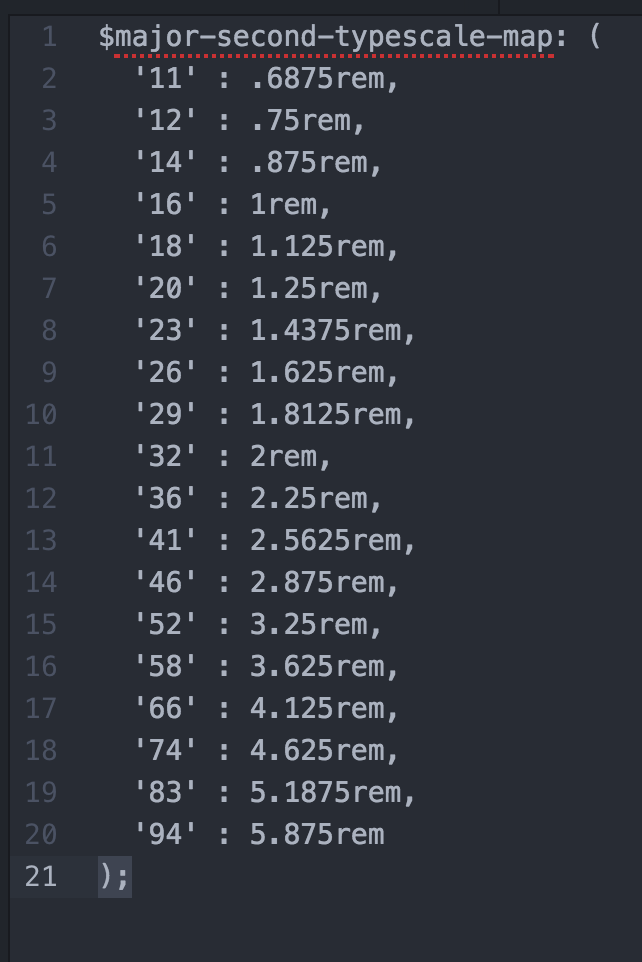 1 $major-second-typescale-map: (
2 '11' : .6875rem,
3 '12' : .75rem,
4 '14' : .875rem,
5 '16' : 1rem,
6 '18' : 1.125rem,
7 '20' : 1.25rem,
8 '23' : 1.4375rem,
9 '26' : 1.625rem,
10 '29' : 1.8125rem,
11 '32' : 2rem,
12 '36' : 2.25rem,
13 '41' : 2.5625rem,
14 '46' : 2.875rem,
15 '52' : 3.25rem,
16 '58' : 3.625rem,
17 '66' : 4.125rem,
18 '74' : 4.625rem,
19 '83' : 5.1875rem,
20 '94' : 5.875rem
21 );